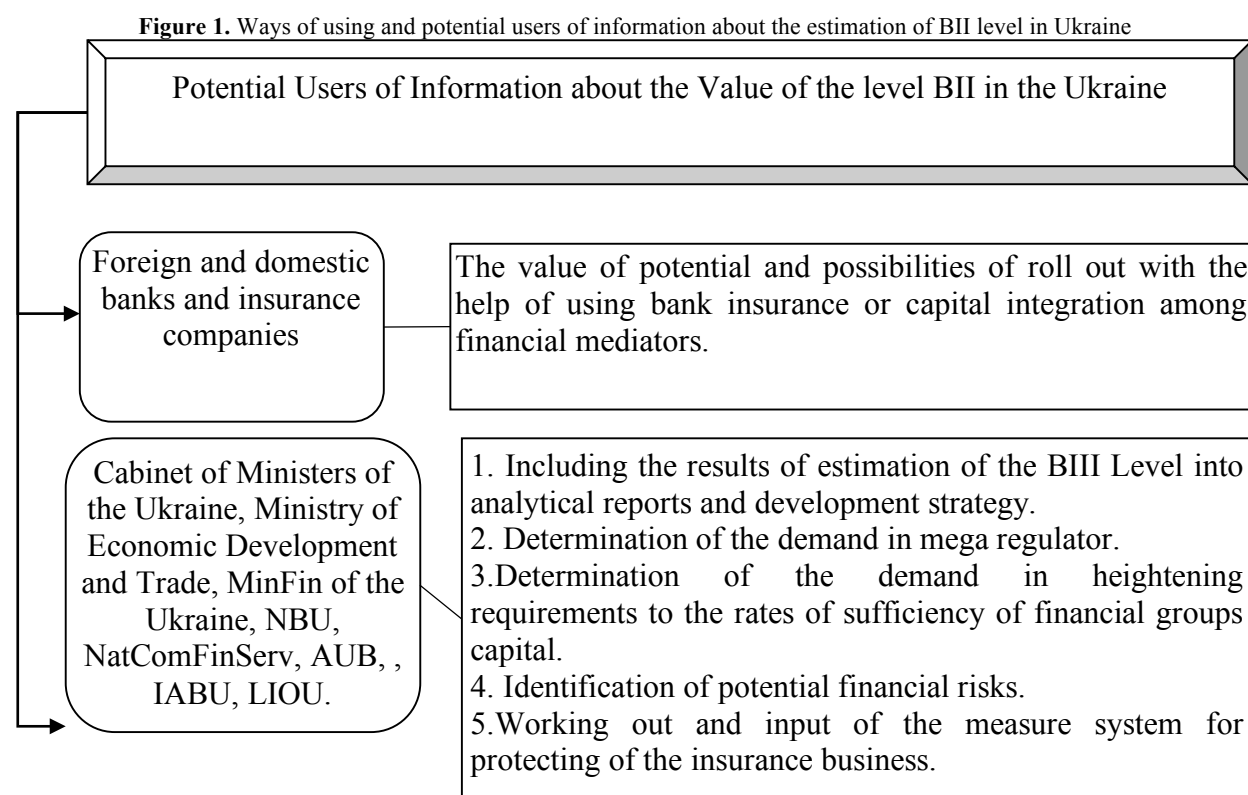 Figure 1. Ways of using and potential users of information about the estimation of BII level in Ukraine
Potential Users of Information about the Value of the level BII in the Ukraine
Foreign and domestic
banks and insurance
companies
The value of potential and possibilities of roll out with the
help of using bank insurance or capital integration among
financial mediators.
Cabinet of Ministers of
the Ukraine, Ministry of
Economic Development
and Trade, MinFin of the
Ukraine, NBU,
NatComFinServ, AUB, ,
IABU, LIOU.
1. Including the results of estimation of the BIII Level into
analytical reports and development strategy.
2. Determination of the demand in mega regulator.
3.Determination of the demand in heightening
requirements to the rates of sufficiency of financial groups
capital.
4. Identification of potential financial risks.
5.Working out and input of the measure system for
protecting of the insurance business.